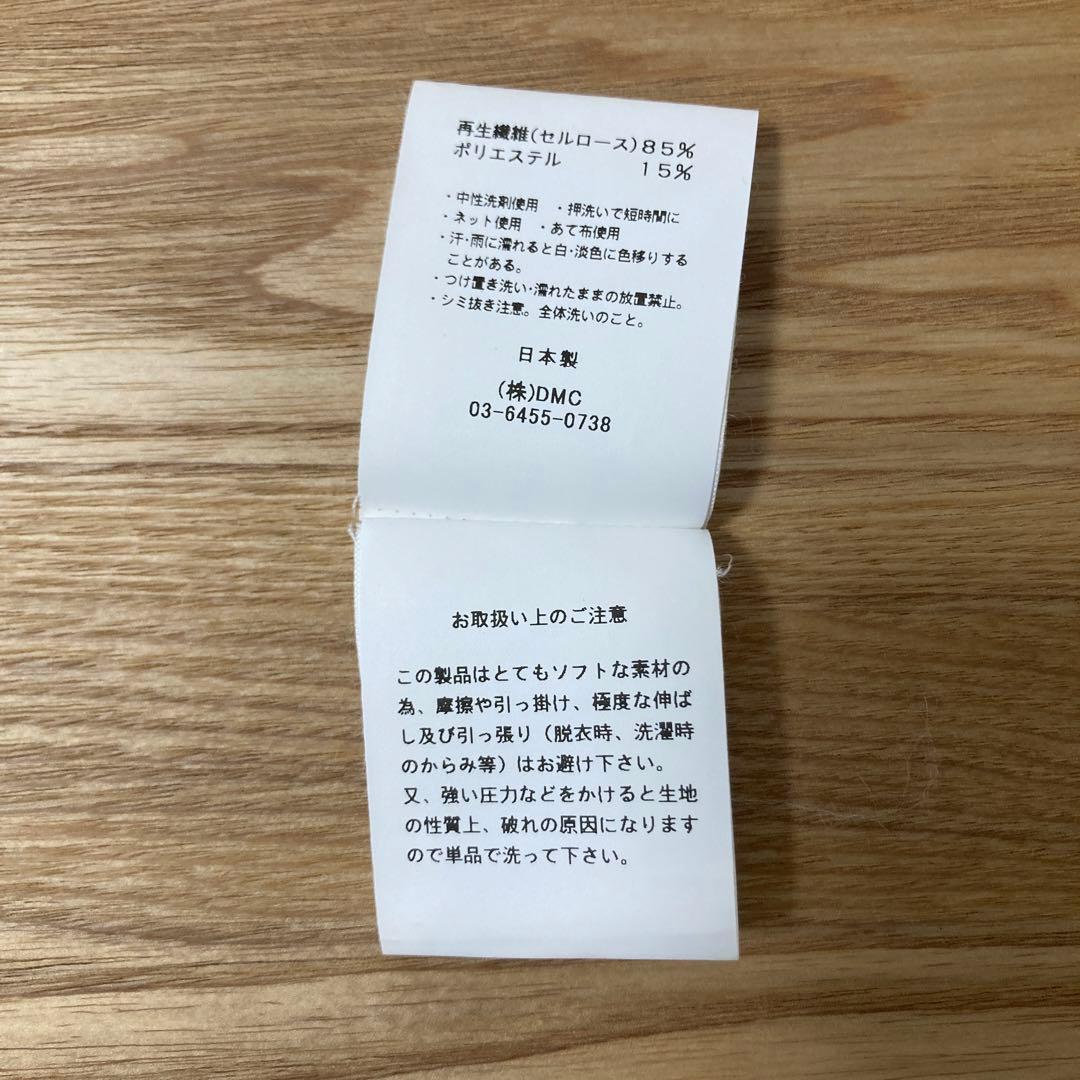 再生繊維(セルロース)85%
ポリエステル 15%
・中性洗剤使用 ・押洗いで短時間に
・ネット使用 ・あて布使用
・汗・雨に濡れると白・淡色に色移りする
ことがある。
・つけ置き洗い・濡れたままの放置禁止。
・シミ抜き注意。全体洗いのこと。
日本製
(株)DMC
03-6455-0738
お取扱い上のご注意
この製品はとてもソフトな素材の
為、摩擦や引っ掛け、極度な伸ば
し及び引っ張り（脱衣時、洗濯時
のからみ等）はお避け下さい。
又、強い圧力などをかけると生地
の性質上、破れの原因になります
ので単品で洗って下さい。